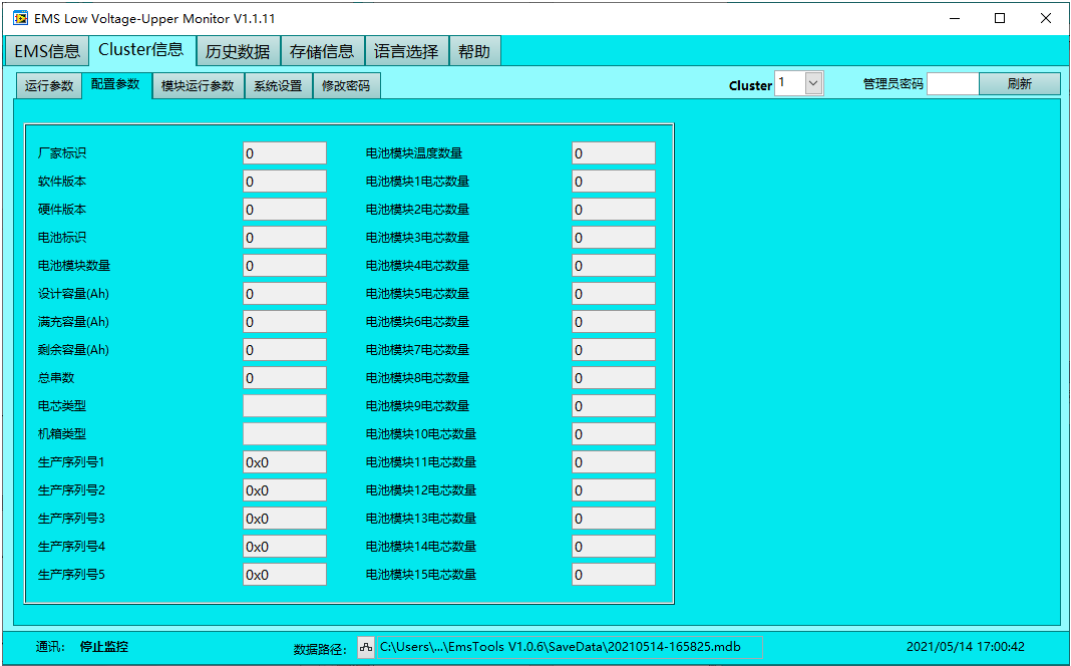 EMS Low Voltage-Upper Monitor V1.1.11
EMS信息 Cluster信息 历史数据 存储信息 语言选择 帮助
运行参数 配置参数 模块运行参数 系统设置 修改密码 Cluster 1 管理员密码 刷新
厂家标识 0 电池模块温度数量 0
软件版本 0 电池模块1电芯数量 0
硬件版本 0 电池模块2电芯数量 0
电池标识 0 电池模块3电芯数量 0
电池模块数量 0 电池模块4电芯数量 0
设计容量(Ah) 0 电池模块5电芯数量 0
满充容量(Ah) 0 电池模块6电芯数量 0
剩余容量(Ah) 0 电池模块7电芯数量 0
总串数 0 电池模块8电芯数量 0
电芯类型 电池模块9电芯数量 0
机箱类型 电池模块10电芯数量 0
生产序列号1 0x0 电池模块11电芯数量 0
生产序列号2 0x0 电池模块12电芯数量 0
生产序列号3 0x0 电池模块13电芯数量 0
生产序列号4 0x0 电池模块14电芯数量 0
生产序列号5 0x0 电池模块15电芯数量 0
通讯: 停止监控 数据路径: C:\Users\...\EmsTools V1.0.6\SaveData\20210514-165825.mdb 2021/05/14 17:00:42